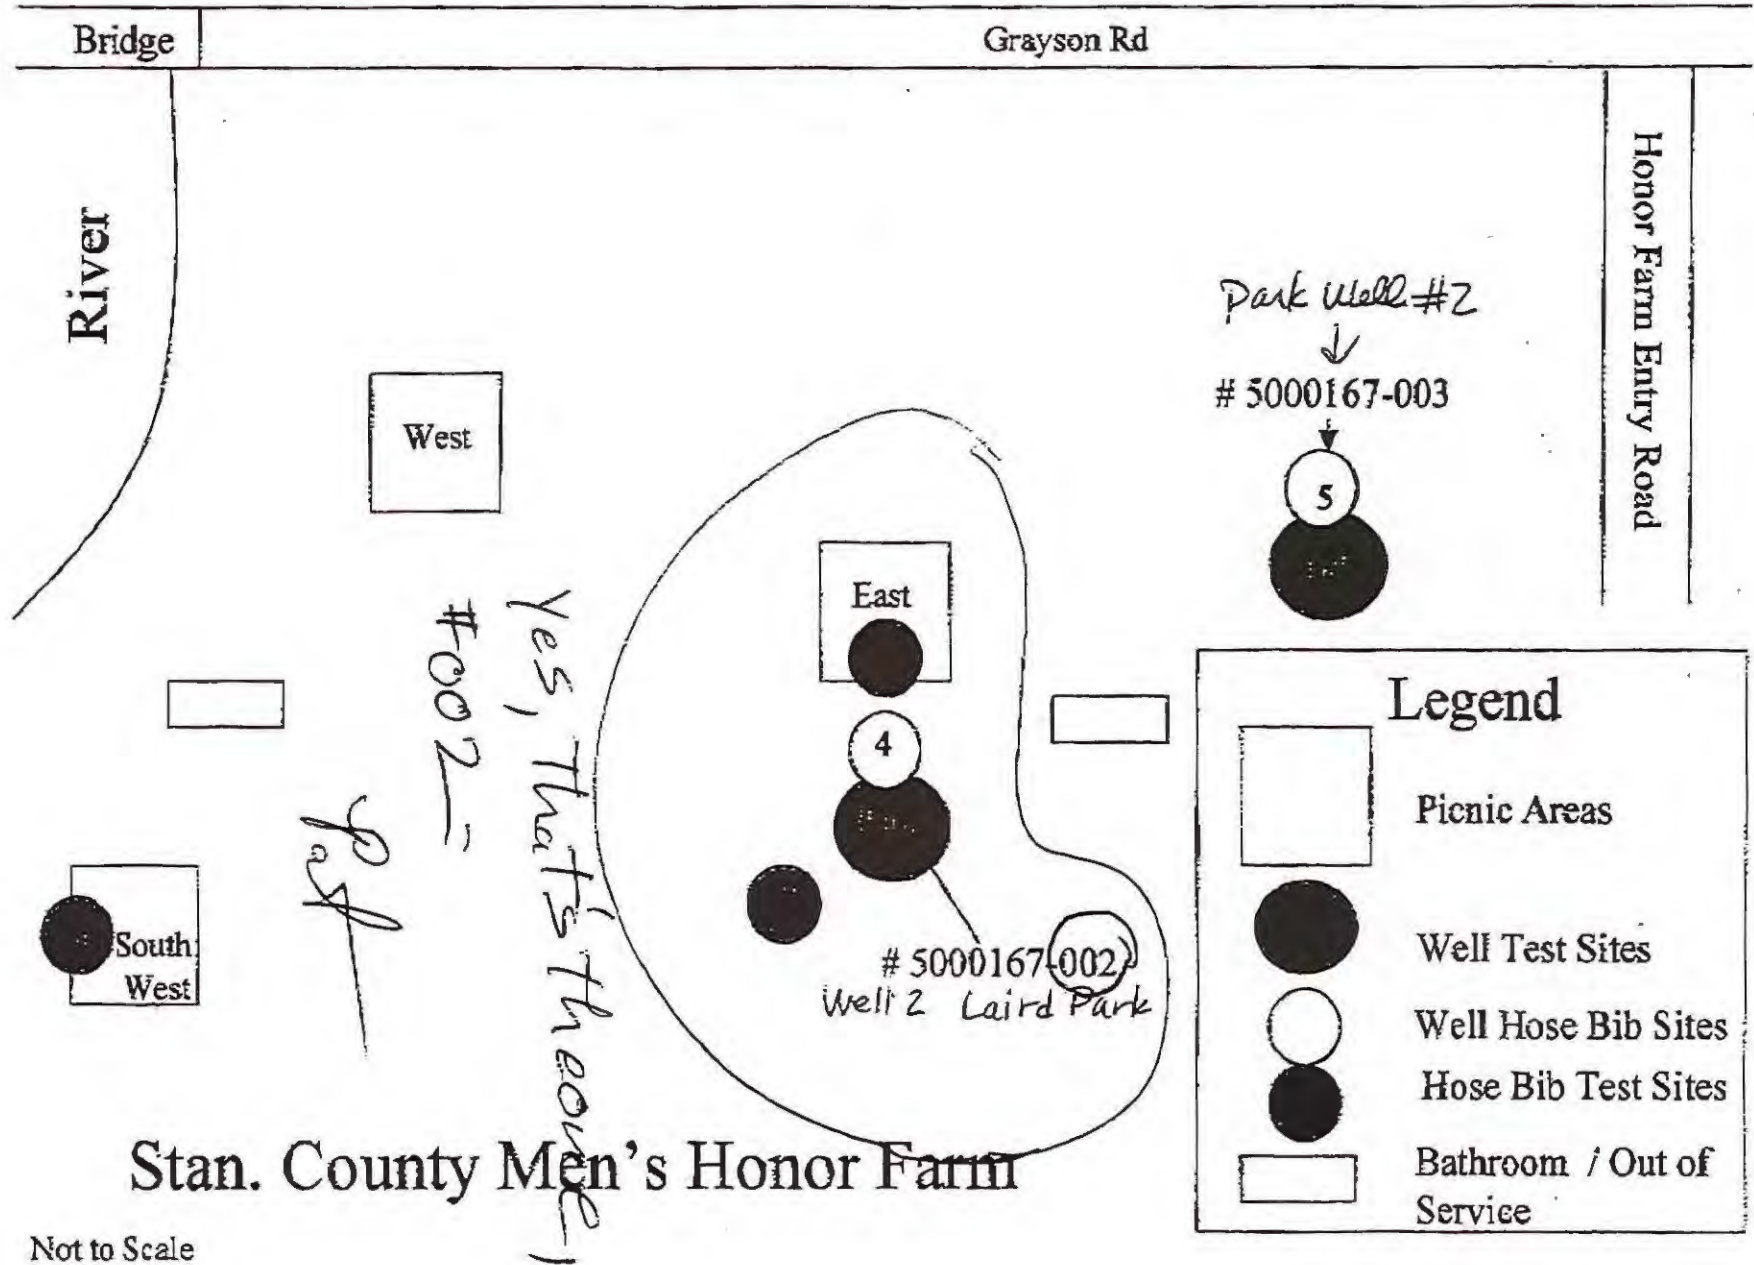 Bridge
Grayson Rd
River
Honor Farm Entry Road
Park Well #2
# 5000167-003
5
West
East
4
Yes, that's the one,
#002
South
West
# 5000167-002
Well 2 Laird Park
Legend
Picnic Areas
Well Test Sites
Well Hose Bib Sites
Hose Bib Test Sites
Bathroom / Out of
Service
Stan. County Men's Honor Farm
Not to Scale